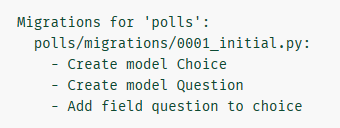 Migrations for 'polls':
  polls/migrations/0001_initial.py:
    - Create model Choice
    - Create model Question
    - Add field question to choice